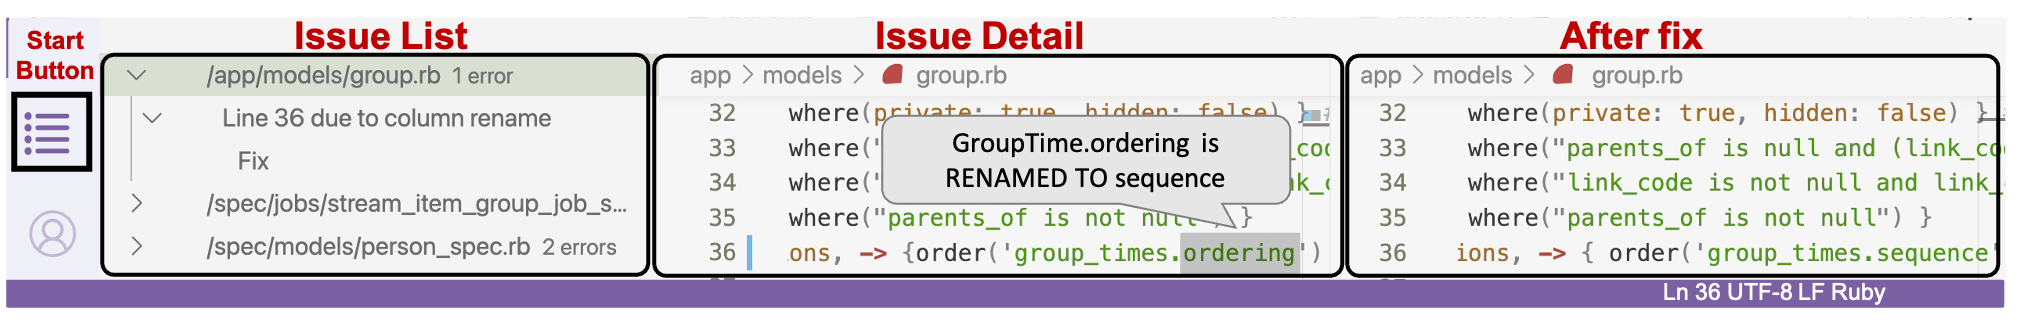 Start
Button
Issue List
/app/models/group.rb 1 error
Line 36 due to column rename
Fix
/spec/jobs/stream_item_group_job_s...
/spec/models/person_spec.rb 2 errors
Issue Detail
app > models > group.rb
32 where(private: true, hidden: false) }
33 where("
34 where("
35 where("parents_of is not null") }
36 ions, -> {order('group_times.ordering')
GroupTime.ordering is
RENAMED TO sequence
After fix
app > models > group.rb
32 where(private: true, hidden: false) }
33 where("parents_of is null and (link_co
34 where("link_code is not null and link_
35 where("parents_of is not null") }
36 ions, -> { order('group_times.sequence'
Ln 36 UTF-8 LF Ruby